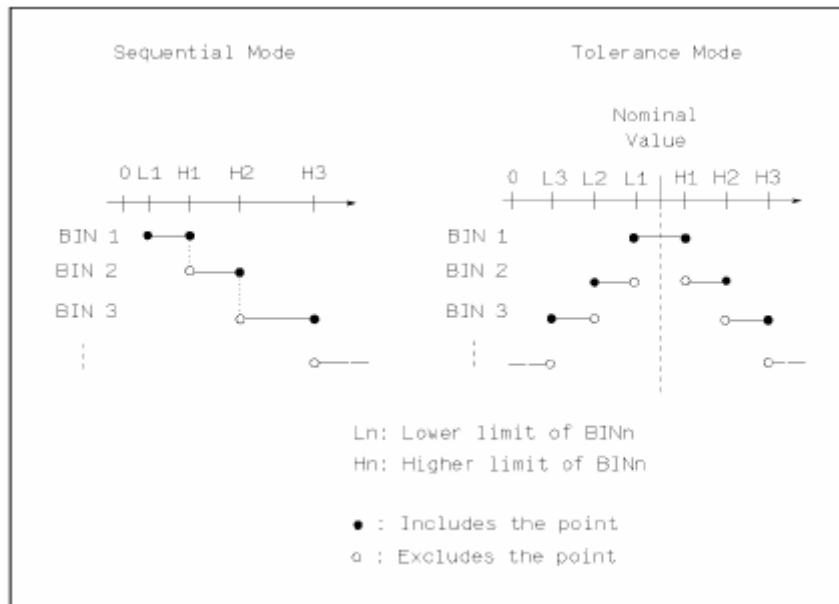 Sequential Mode
Tolerance Mode
Nominal
Value
0 L1 H1 H2 H3
0 L3 L2 L1 H1 H2 H3
BIN 1
BIN 2
BIN 3
BIN 1
BIN 2
BIN 3
Ln: Lower limit of BINn
Hn: Higher limit of BINn
● : Includes the point
○ : Excludes the point